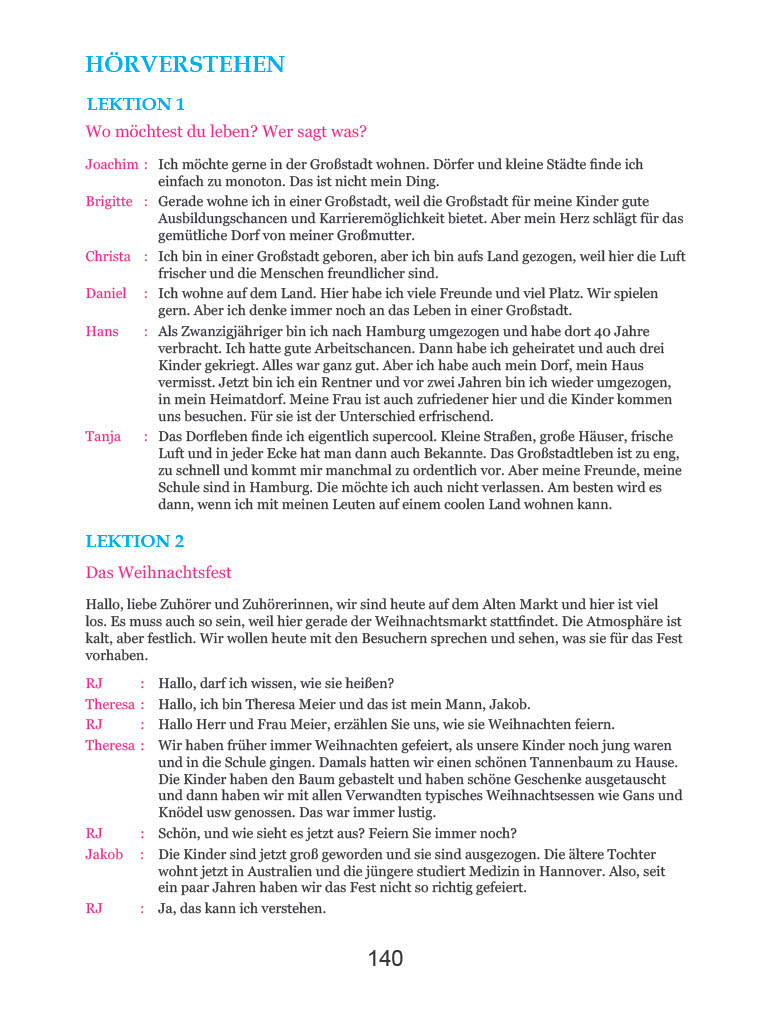 HÖRVERSTEHEN
LEKTION 1
Wo möchtest du leben? Wer sagt was?
Joachim : Ich möchte gerne in der Großstadt wohnen. Dörfer und kleine Städte finde ich
einfach zu monoton. Das ist nicht mein Ding.
Brigitte : Gerade wohne ich in einer Großstadt, weil die Großstadt für meine Kinder gute
Ausbildungschancen und Karrieremöglichkeit bietet. Aber mein Herz schlägt für das
gemütliche Dorf von meiner Großmutter.
Christa : Ich bin in einer Großstadt geboren, aber ich bin aufs Land gezogen, weil hier die Luft
frischer und die Menschen freundlicher sind.
Daniel : Ich wohne auf dem Land. Hier habe ich viele Freunde und viel Platz. Wir spielen
gern. Aber ich denke immer noch an das Leben in einer Großstadt.
Hans : Als Zwanzigjähriger bin ich nach Hamburg umgezogen und habe dort 40 Jahre
verbracht. Ich hatte gute Arbeitschancen. Dann habe ich geheiratet und auch drei
Kinder gekriegt. Alles war ganz gut. Aber ich habe auch mein Dorf, mein Haus
vermisst. Jetzt bin ich ein Rentner und vor zwei Jahren bin ich wieder umgezogen,
in mein Heimatdorf. Meine Frau ist auch zufriedener hier und die Kinder kommen
uns besuchen. Für sie ist der Unterschied erfrischend.
Tanja : Das Dorfleben finde ich eigentlich supercool. Kleine Straßen, große Häuser, frische
Luft und in jeder Ecke hat man dann auch Bekannte. Das Großstadtleben ist zu eng,
zu schnell und kommt mir manchmal zu ordentlich vor. Aber meine Freunde, meine
Schule sind in Hamburg. Die möchte ich auch nicht verlassen. Am besten wird es
dann, wenn ich mit meinen Leuten auf einem coolen Land wohnen kann.
LEKTION 2
Das Weihnachtsfest
Hallo, liebe Zuhörer und Zuhörerinnen, wir sind heute auf dem Alten Markt und hier ist viel
los. Es muss auch so sein, weil hier gerade der Weihnachtsmarkt stattfindet. Die Atmosphäre ist
kalt, aber festlich. Wir wollen heute mit den Besuchern sprechen und sehen, was sie für das Fest
vorhaben.
RJ : Hallo, darf ich wissen, wie sie heißen?
Theresa : Hallo, ich bin Theresa Meier und das ist mein Mann, Jakob.
RJ : Hallo Herr und Frau Meier, erzählen Sie uns, wie sie Weihnachten feiern.
Theresa : Wir haben früher immer Weihnachten gefeiert, als unsere Kinder noch jung waren
und in die Schule gingen. Damals hatten wir einen schönen Tannenbaum zu Hause.
Die Kinder haben den Baum gebastelt und haben schöne Geschenke ausgetauscht
und dann haben wir mit allen Verwandten typisches Weihnachtsessen wie Gans und
Knödel usw genossen. Das war immer lustig.
RJ : Schön, und wie sieht es jetzt aus? Feiern Sie immer noch?
Jakob : Die Kinder sind jetzt groß geworden und sie sind ausgezogen. Die ältere Tochter
wohnt jetzt in Australien und die jüngere studiert Medizin in Hannover. Also, seit
ein paar Jahren haben wir das Fest nicht so richtig gefeiert.
RJ : Ja, das kann ich verstehen.
140